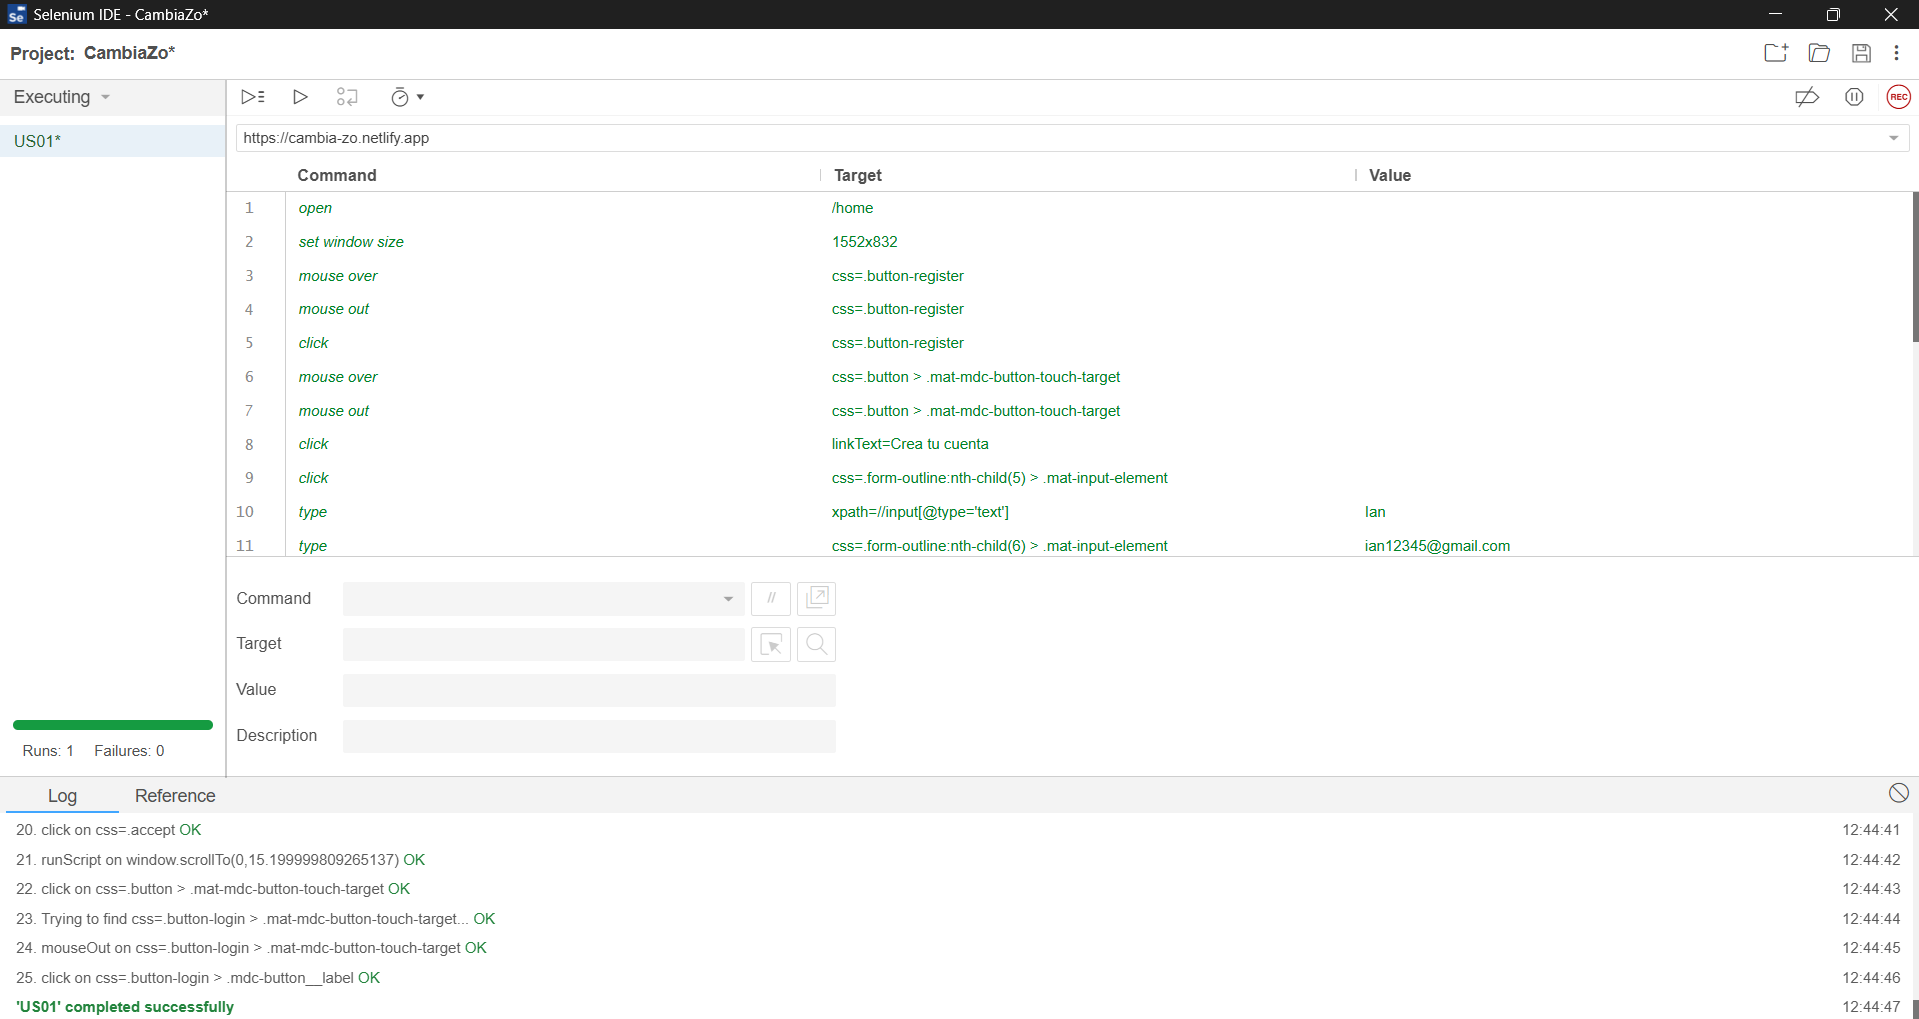 Selenium IDE - CambiaZo*
Project: CambiaZo*
Executing
US01*
REC
https://cambia-zo.netlify.app
Command Target Value
1 open /home
2 set window size 1552x832
3 mouse over css=.button-register
4 mouse out css=.button-register
5 click css=.button-register
6 mouse over css=.button > .mat-mdc-button-touch-target
7 mouse out css=.button > .mat-mdc-button-touch-target
8 click linkText=Crea tu cuenta
9 click css=.form-outline:nth-child(5) > .mat-input-element
10 type xpath=//input[@type='text'] Ian
11 type css=.form-outline:nth-child(6) > .mat-input-element ian12345@gmail.com
Command //
Target
Value
Description
Runs: 1 Failures: 0
Log Reference
20. click on css=.accept OK 12:44:41
21. runScript on window.scrollTo(0,15.199999809265137) OK 12:44:42
22. click on css=.button > .mat-mdc-button-touch-target OK 12:44:43
23. Trying to find css=.button-login > .mat-mdc-button-touch-target... OK 12:44:44
24. mouseOut on css=.button-login > .mat-mdc-button-touch-target OK 12:44:45
25. click on css=.button-login > .mdc-button__label OK 12:44:46
'US01' completed successfully 12:44:47